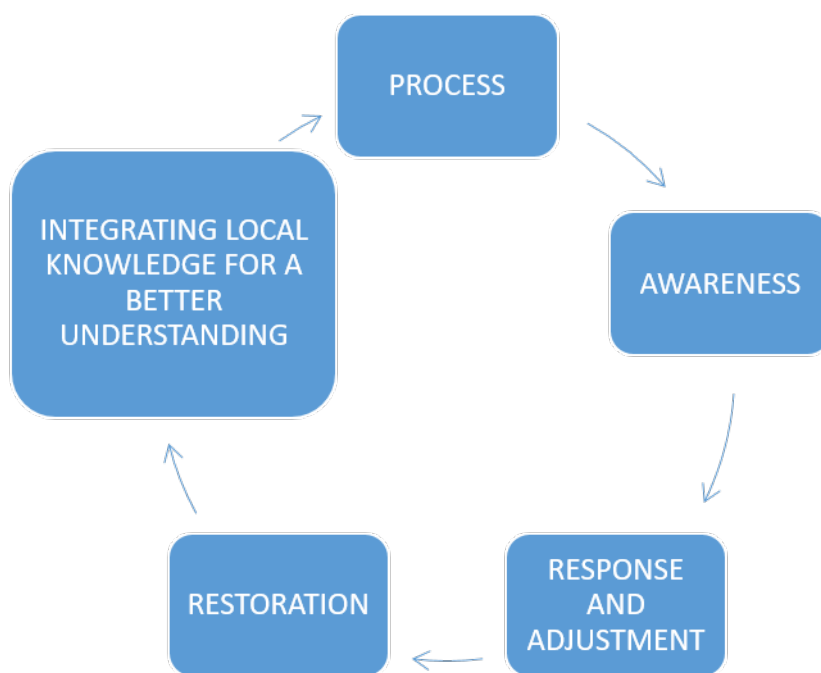 PROCESS
AWARENESS
RESPONSE
AND
ADJUSTMENT
RESTORATION
INTEGRATING LOCAL
KNOWLEDGE FOR A
BETTER
UNDERSTANDING